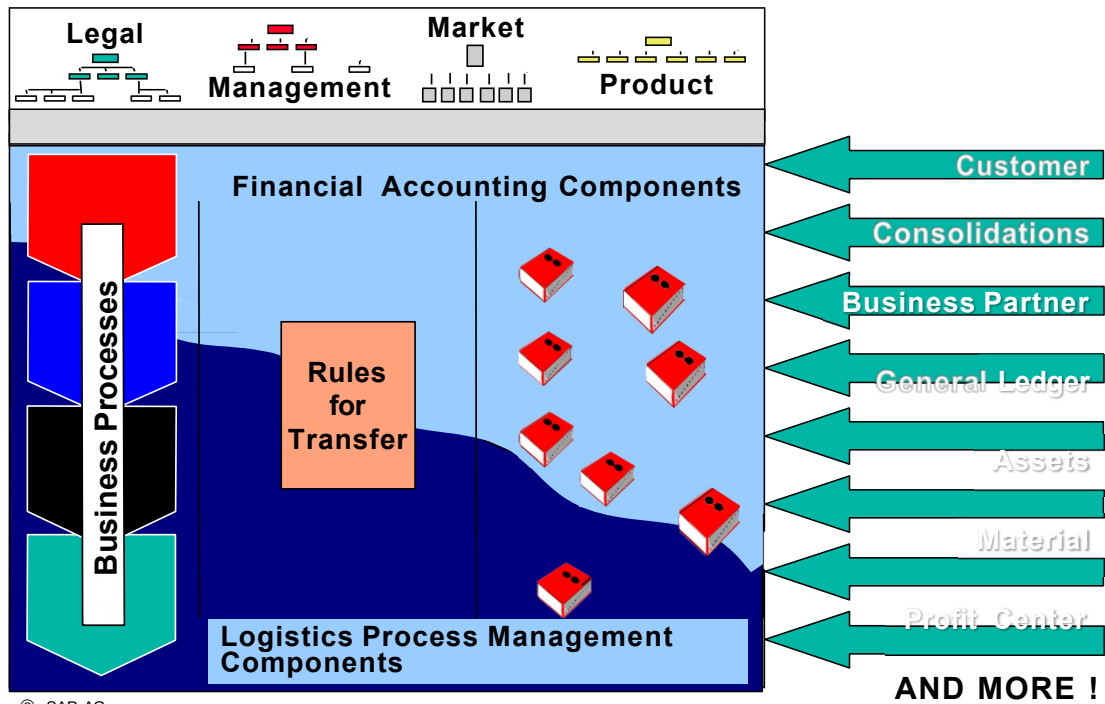 Legal
Management
Market
Product
Financial Accounting Components
Business Processes
Rules
for
Transfer
Logistics Process Management
Components
Customer
Consolidations
Business Partner
General Ledger
Assets
Material
Profit Center
AND MORE !